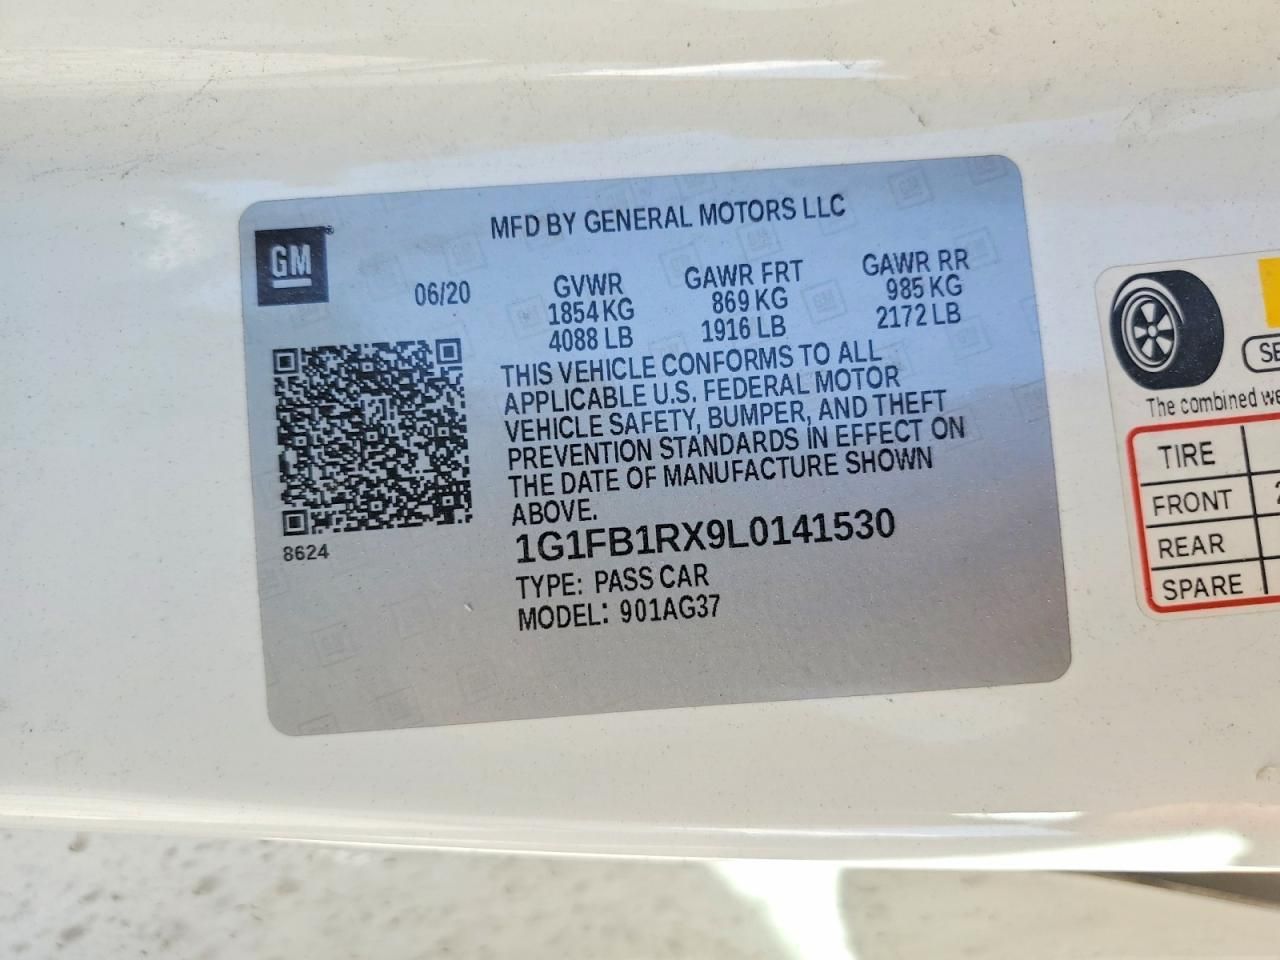 MFD BY GENERAL MOTORS LLC
GM®
06/20
GVWR
1854 KG
4088 LB
GAWR FRT
869 KG
1916 LB
GAWR RR
985 KG
2172 LB
THIS VEHICLE CONFORMS TO ALL
APPLICABLE U.S. FEDERAL MOTOR
VEHICLE SAFETY, BUMPER, AND THEFT
PREVENTION STANDARDS IN EFFECT ON
THE DATE OF MANUFACTURE SHOWN
ABOVE.
8624
1G1FB1RX9L0141530
TYPE: PASS CAR
MODEL: 901AG37
SE
The combined we
TIRE
FRONT 2
REAR
SPARE